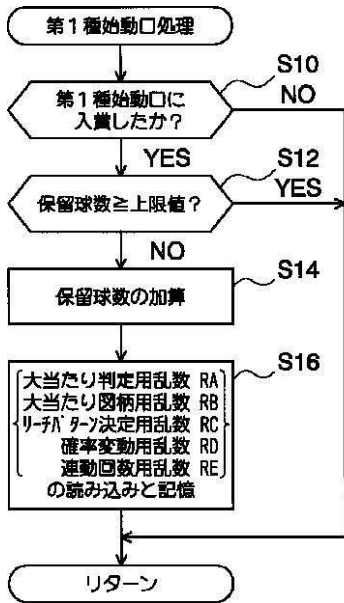 第1種始動口処理
S10
第1種始動口に
入賞したか？
NO
YES
S12
保留球数≧上限値？
YES
NO
S14
保留球数の加算
S16
大当たり判定用乱数 RA
大当たり図柄用乱数 RB
リーチパターン決定用乱数 RC
確率変動用乱数 RD
連動回数用乱数 RE
の読み込みと記憶
リターン